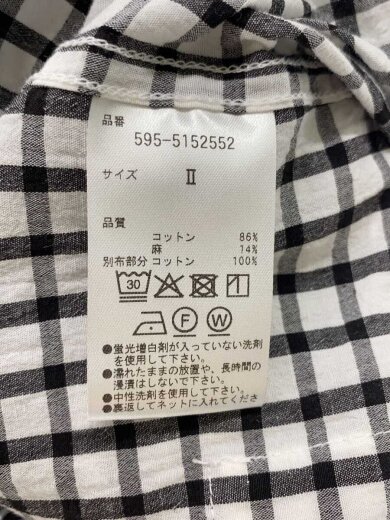 品番
595-5152552
サイズ Ⅱ
品質
コットン 86%
麻 14%
別布部分 コットン 100%
30
F W
●蛍光増白剤が入っていない洗剤
を使用して下さい。
●濡れたままの放置や、長時間の
浸漬はしないで下さい。
●中性洗剤を使用して下さい。
●裏返してネットに入れてくださ